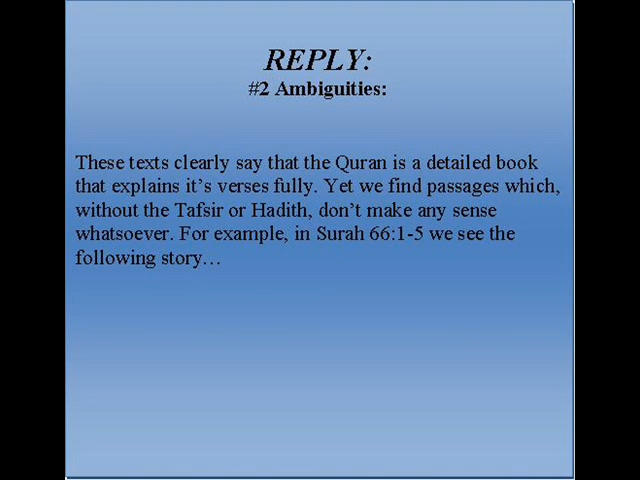 REPLY:
#2 Ambiguities:
These texts clearly say that the Quran is a detailed book
that explains it’s verses fully. Yet we find passages which,
without the Tafsir or Hadith, don’t make any sense
whatsoever. For example, in Surah 66:1-5 we see the
following story…